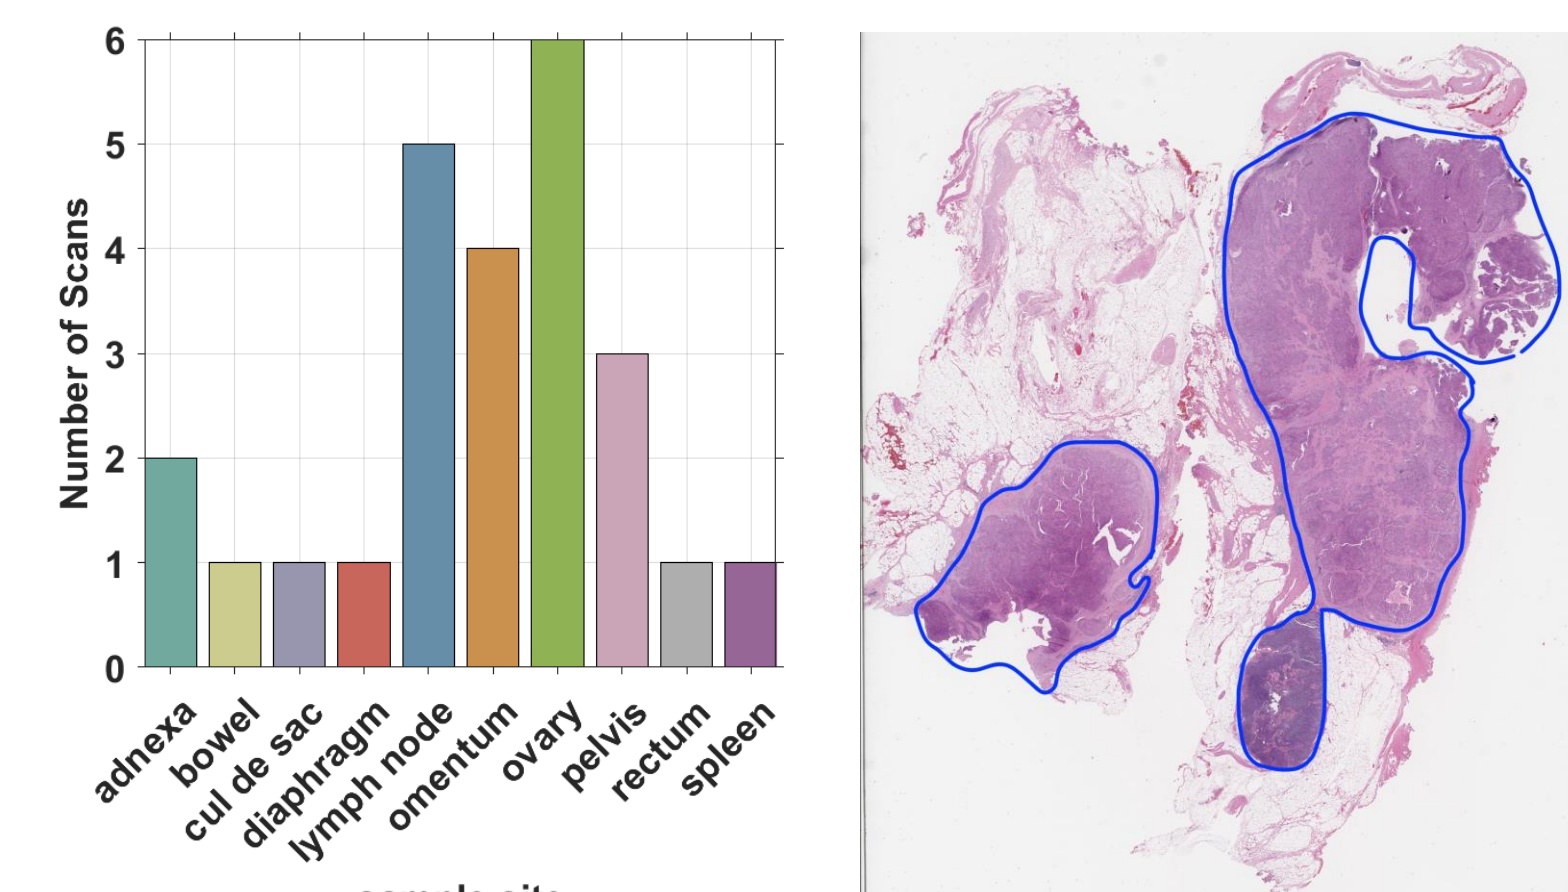 Number of Scans
6
5
4
3
2
1
0
adnexa
bowel
cul de sac
diaphragm
lymph node
omentum
ovary
pelvis
rectum
spleen